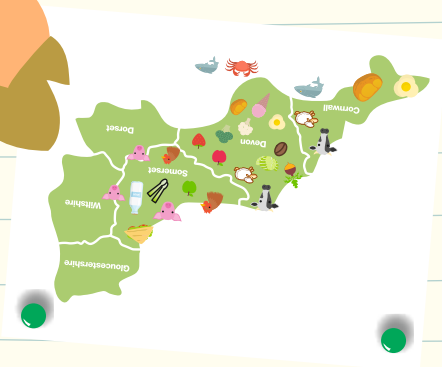 Cornwall
Devon
Dorset
Somerset
Wiltshire
Gloucestershire